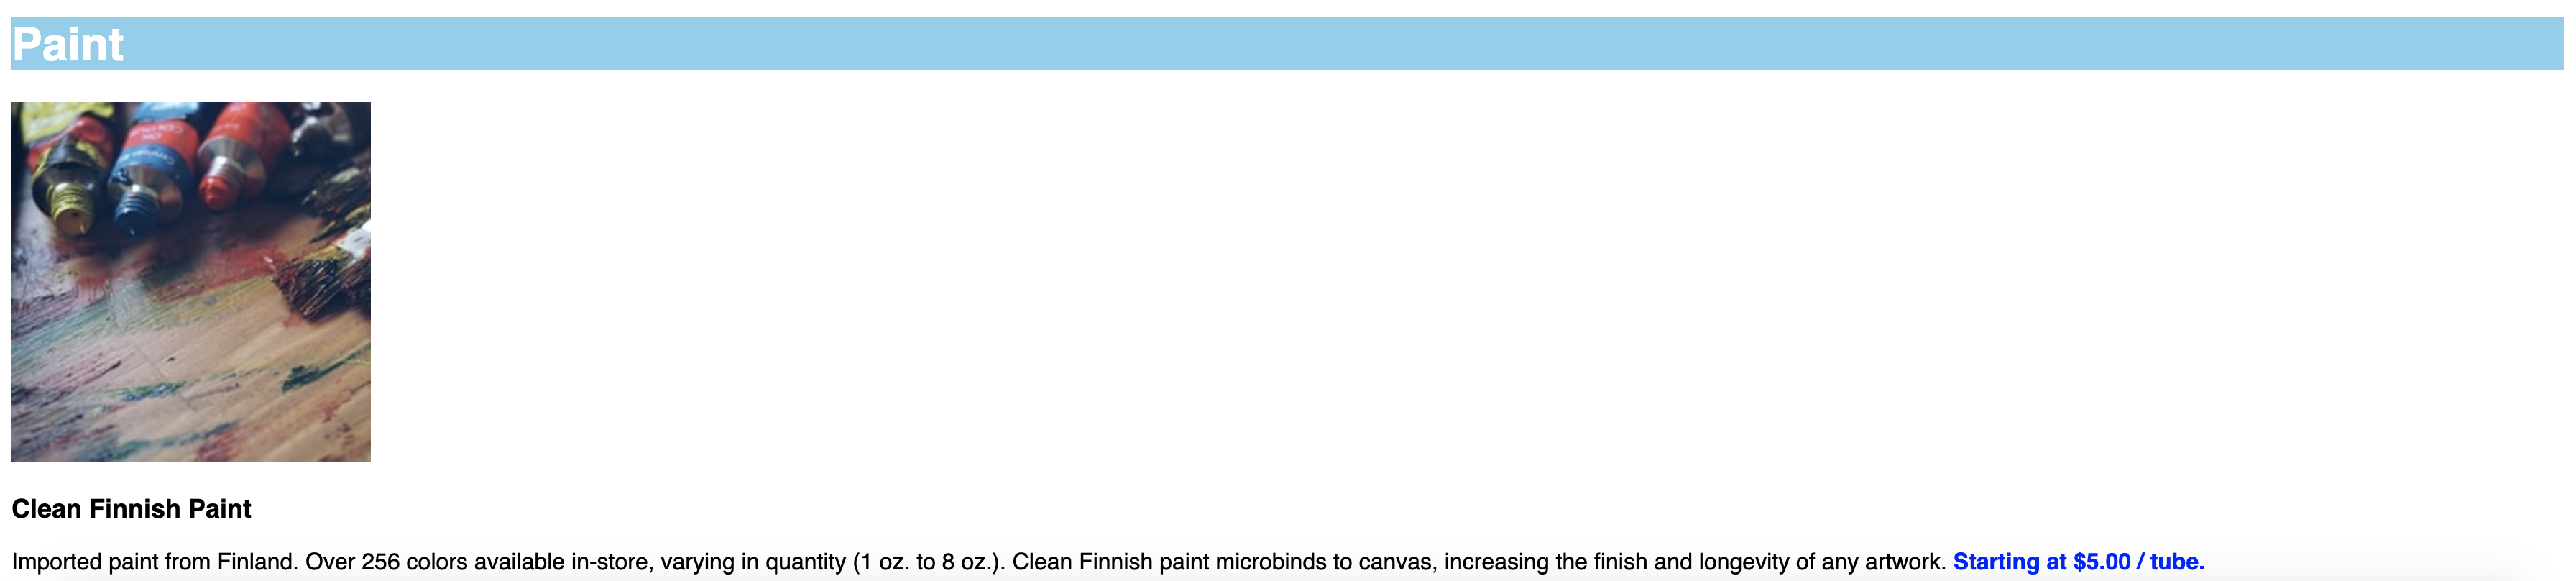 Paint
Clean Finnish Paint
Imported paint from Finland. Over 256 colors available in-store, varying in quantity (1 oz. to 8 oz.). Clean Finnish paint microbinds to canvas, increasing the finish and longevity of any artwork. Starting at $5.00 / tube.